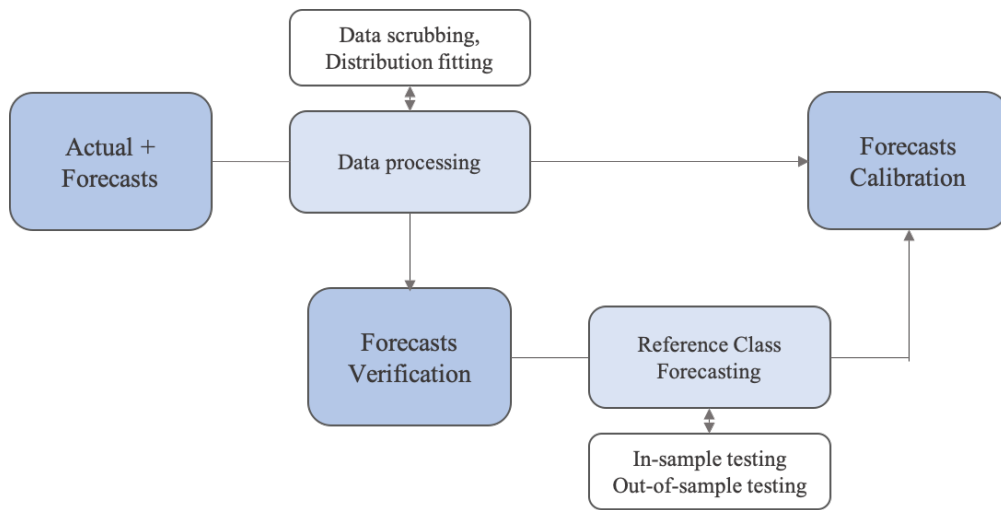 Data scrubbing,
Distribution fitting
Actual +
Forecasts
Data processing
Forecasts
Calibration
Forecasts
Verification
Reference Class
Forecasting
In-sample testing
Out-of-sample testing